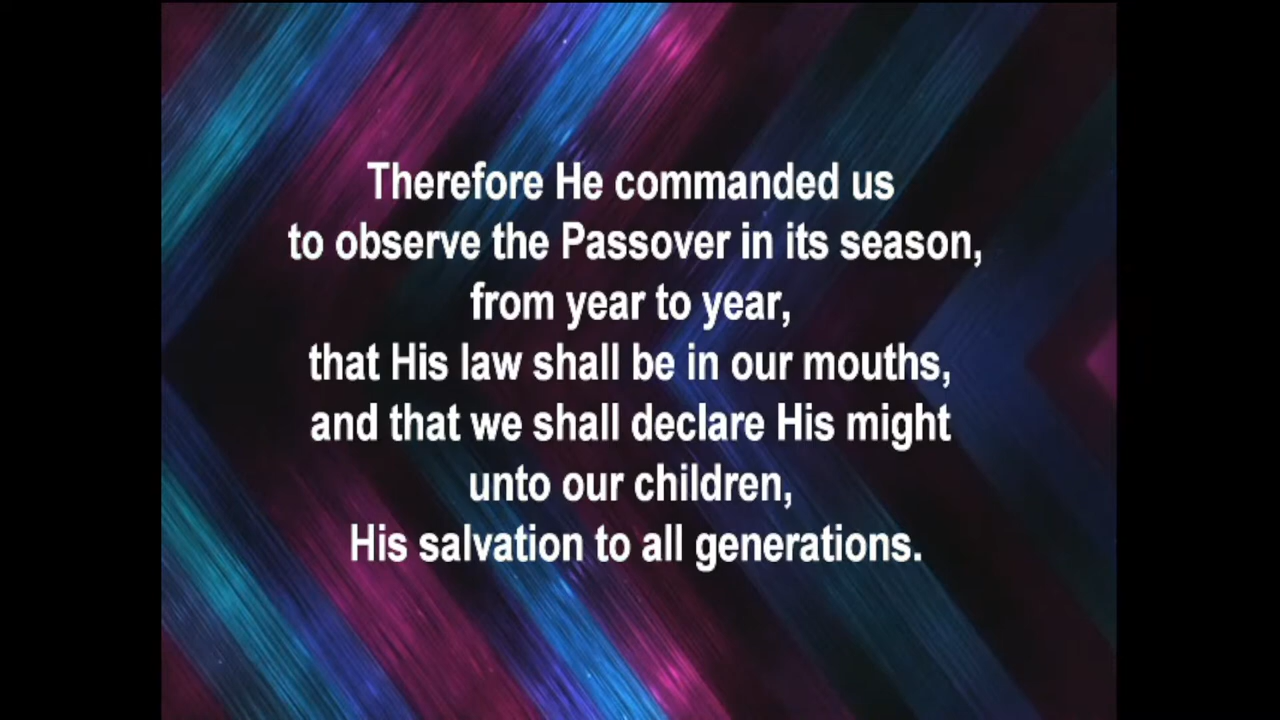 Therefore He commanded us
to observe the Passover in its season,
from year to year,
that His law shall be in our mouths,
and that we shall declare His might
unto our children,
His salvation to all generations.